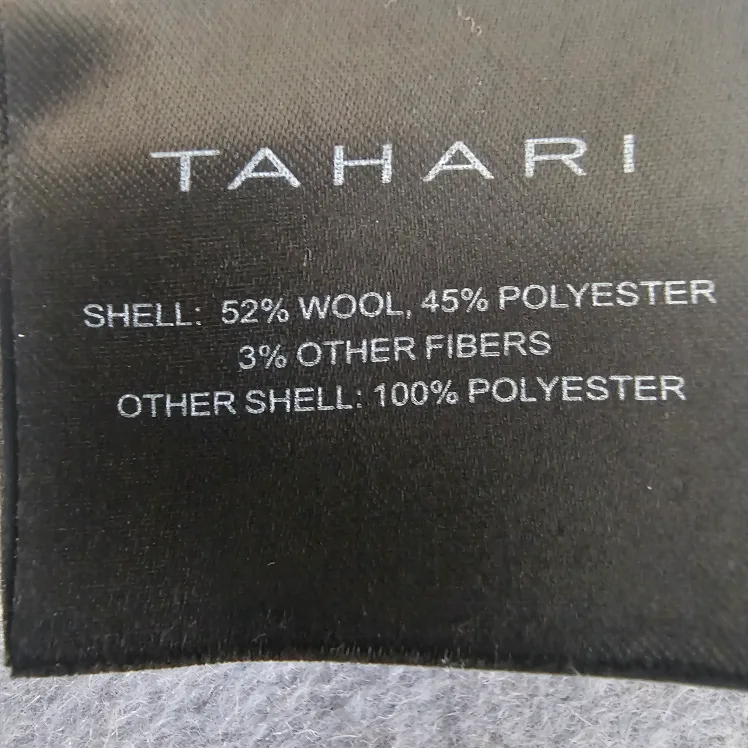 TAHARI
SHELL: 52% WOOL, 45% POLYESTER
3% OTHER FIBERS
OTHER SHELL: 100% POLYESTER